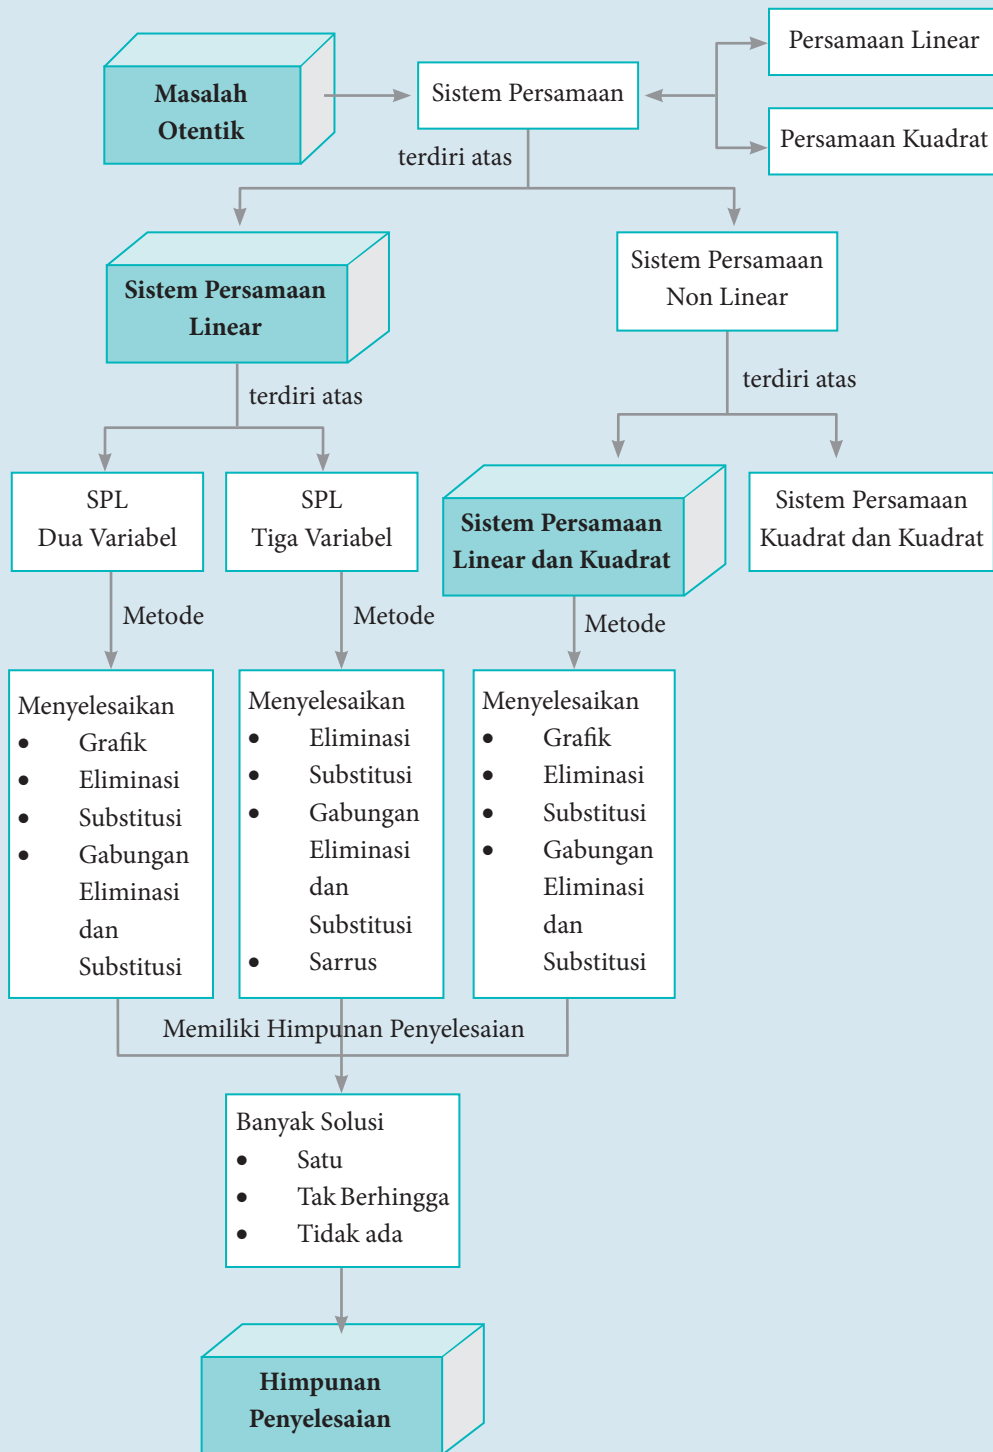 Persamaan Linear
Masalah
Otentik
Sistem Persamaan
Persamaan Kuadrat
terdiri atas
Sistem Persamaan
Linear
Sistem Persamaan
Non Linear
terdiri atas
terdiri atas
SPL
Dua Variabel
SPL
Tiga Variabel
Sistem Persamaan
Linear dan Kuadrat
Sistem Persamaan
Kuadrat dan Kuadrat
Metode
Metode
Metode
Menyelesaikan
• Grafik
• Eliminasi
• Substitusi
• Gabungan
Eliminasi
dan
Substitusi
Menyelesaikan
• Eliminasi
• Substitusi
• Gabungan
Eliminasi
dan
Substitusi
• Sarrus
Menyelesaikan
• Grafik
• Eliminasi
• Substitusi
• Gabungan
Eliminasi
dan
Substitusi
Memiliki Himpunan Penyelesaian
Banyak Solusi
• Satu
• Tak Berhingga
• Tidak ada
Himpunan
Penyelesaian